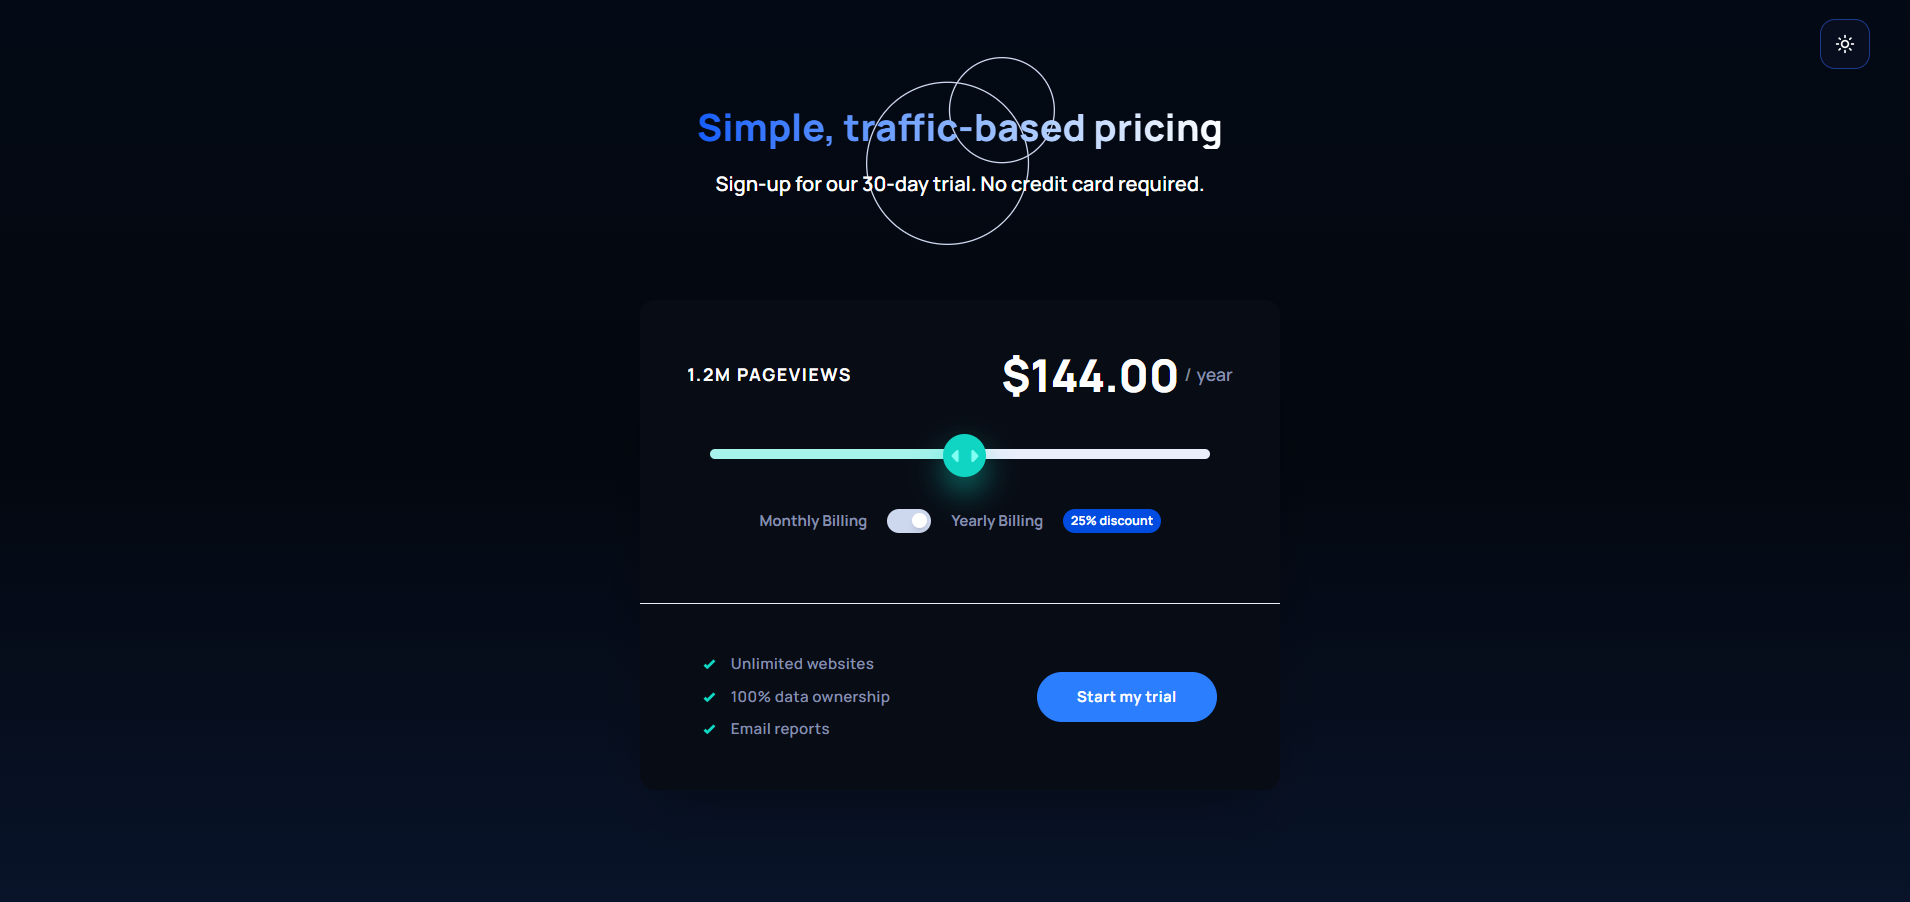 Simple, traffic-based pricing
Sign-up for our 30-day trial. No credit card required.
1.2M PAGEVIEWS
$144.00 / year
Monthly Billing
Yearly Billing
25% discount
Unlimited websites
100% data ownership
Email reports
Start my trial